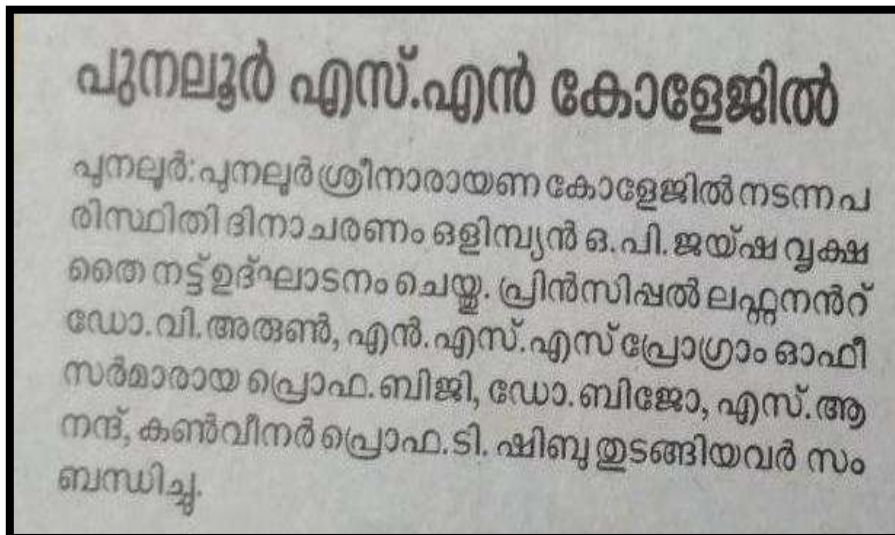 പുനലൂർ എസ്.എൻ കോളേജിൽ
പുനലൂർ: പുനലൂർ ശ്രീനാരായണ കോളേജിൽ നടന്ന പ
രിസ്ഥിതി ദിനാചരണം ഒളിമ്പ്യൻ ഒ.പി.ജയ്ഷ വൃക്ഷ
തൈ നട്ട് ഉദ്ഘാടനം ചെയ്തു. പ്രിൻസിപ്പൽ ലഫ്റ്റനൻറ്
ഡോ.വി.അരുൺ, എൻ.എസ്.എസ് പ്രോഗ്രാം ഓഫീ
സർമാരായ പ്രൊഫ.ബിജി, ഡോ.ബിജോ, എസ്.ആ
നന്ദ്, കൺവീനർ പ്രൊഫ.ടി. ഷിബു തുടങ്ങിയവർ സം
ബന്ധിച്ചു.